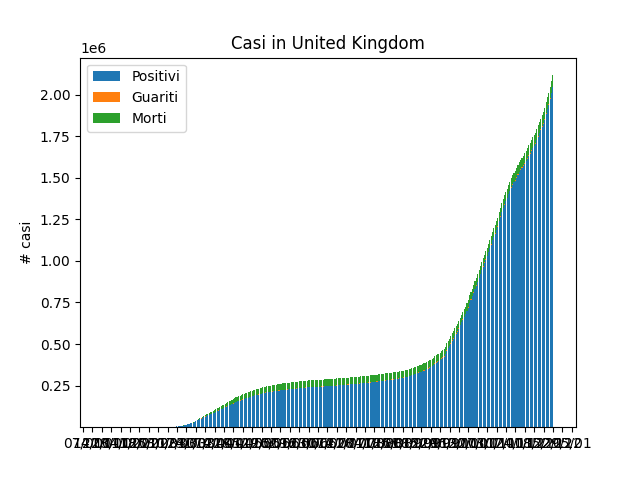 Casi in United Kingdom
1e6
Positivi
Guariti
Morti
2.00
1.75
1.50
1.25
1.00
0.75
0.50
0.25
# casi